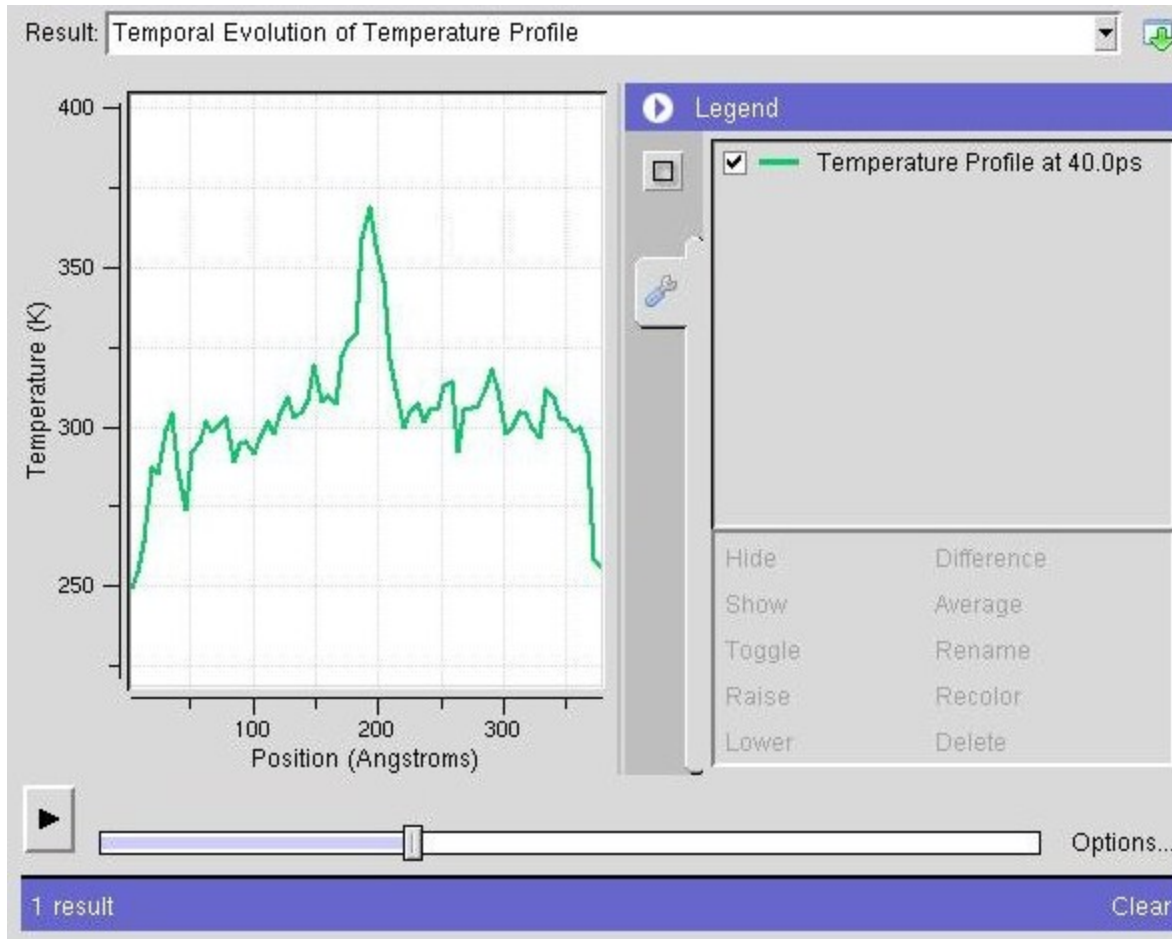 Result: Temporal Evolution of Temperature Profile
400
350
300
250
Temperature (K)
100 200 300
Position (Angstroms)
Legend
Temperature Profile at 40.0ps
Hide Difference
Show Average
Toggle Rename
Raise Recolor
Lower Delete
Options...
1 result Clear